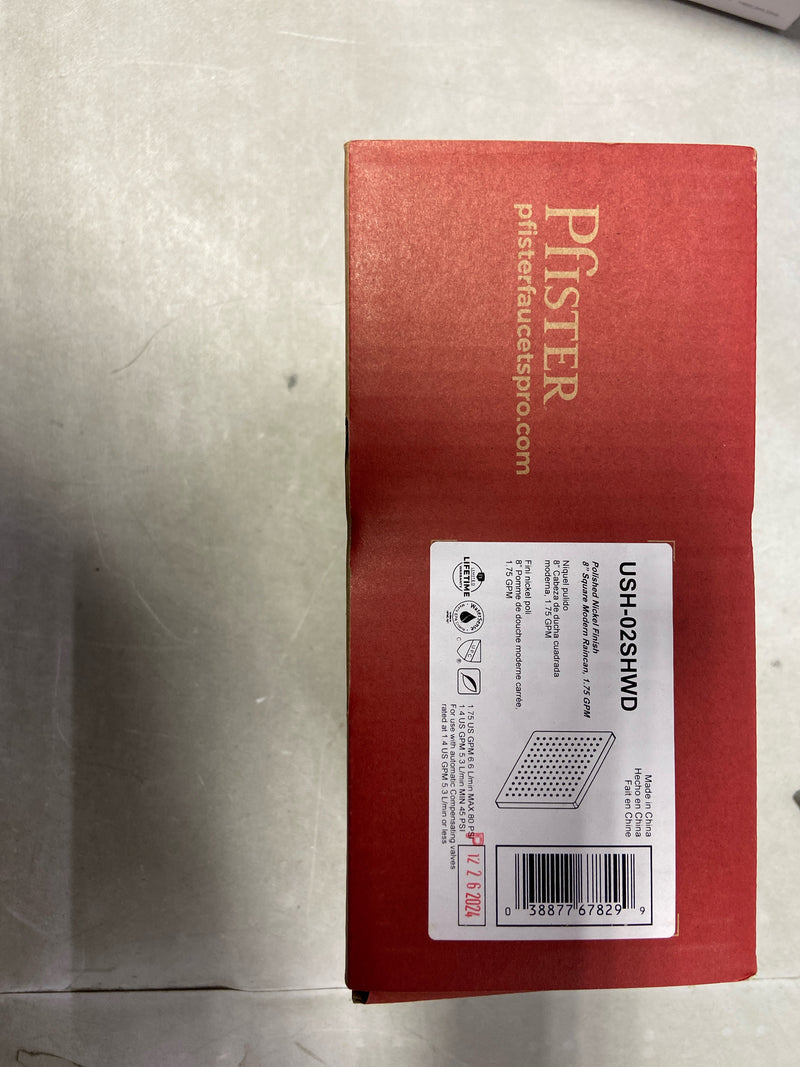 PfISTER
pfisterfaucetspro.com
USH-02SHWD
Polished Nickel Finish
8" Square Modern Raincan, 1.75 GPM
Níquel pulido
8" Cabeza de ducha cuadrada
moderna, 1.75 GPM
Fini nickel poli
8" Pomme de douche moderne carrée,
1.75 GPM
Made in China
Hecho en China
Fait en Chine
LIMITED
LIFETIME
WARRANTY
WaterSense
UPC
C
®
1.75 US GPM 6.6 L/min MAX 80 PSI
1.4 US GPM 5.3 L/min MIN 45 PSI
For use with automatic Compensating valves
rated at 1.4 US GPM 5.3 L/min or less
P 12 2 6 2024
0 38877 67829 9